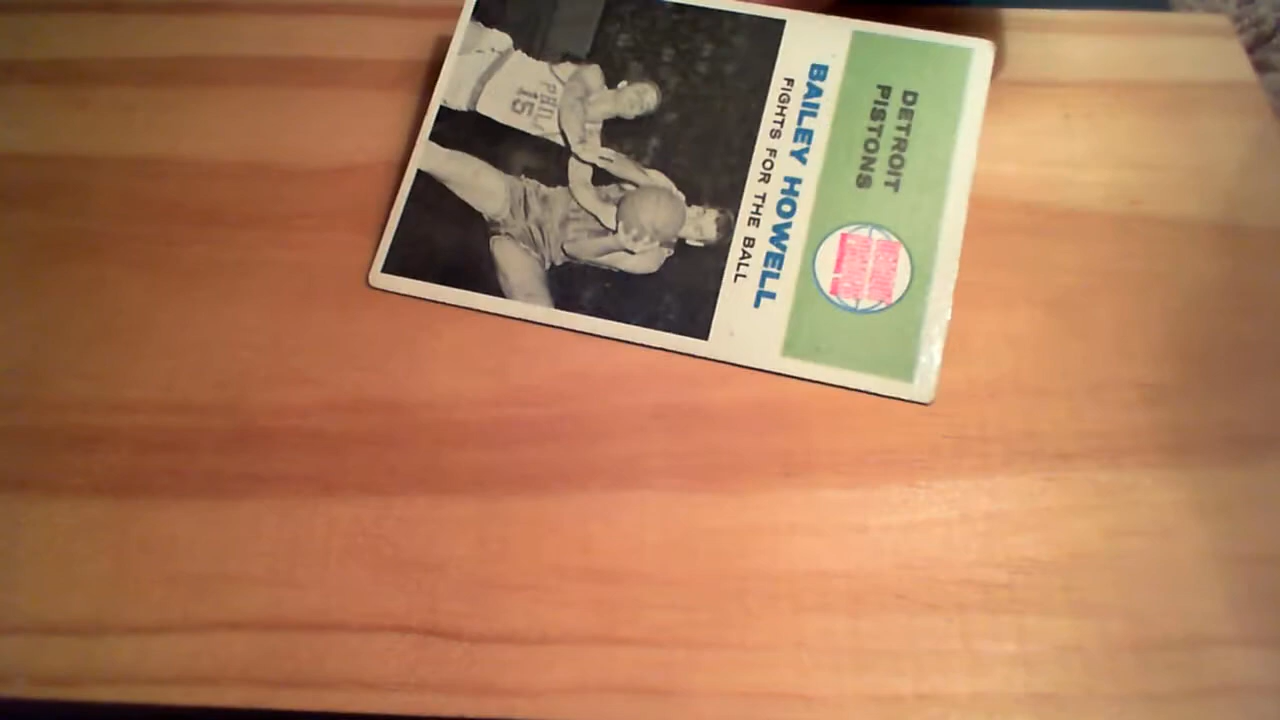 DETROIT
PISTONS
BAILEY HOWELL
FIGHTS FOR THE BALL
PHILA
15